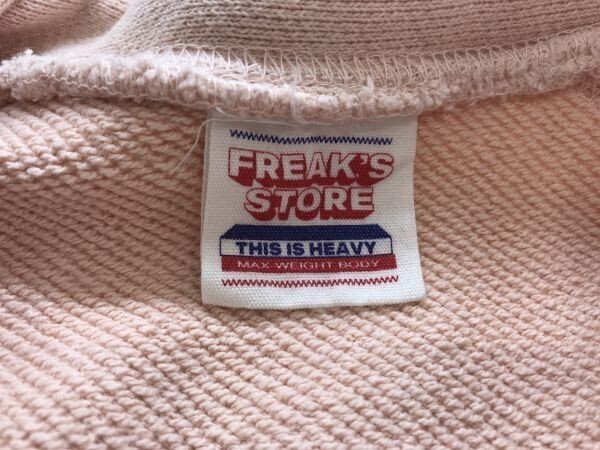 FREAK'S
STORE
THIS IS HEAVY
MAX-WEIGHT BODY